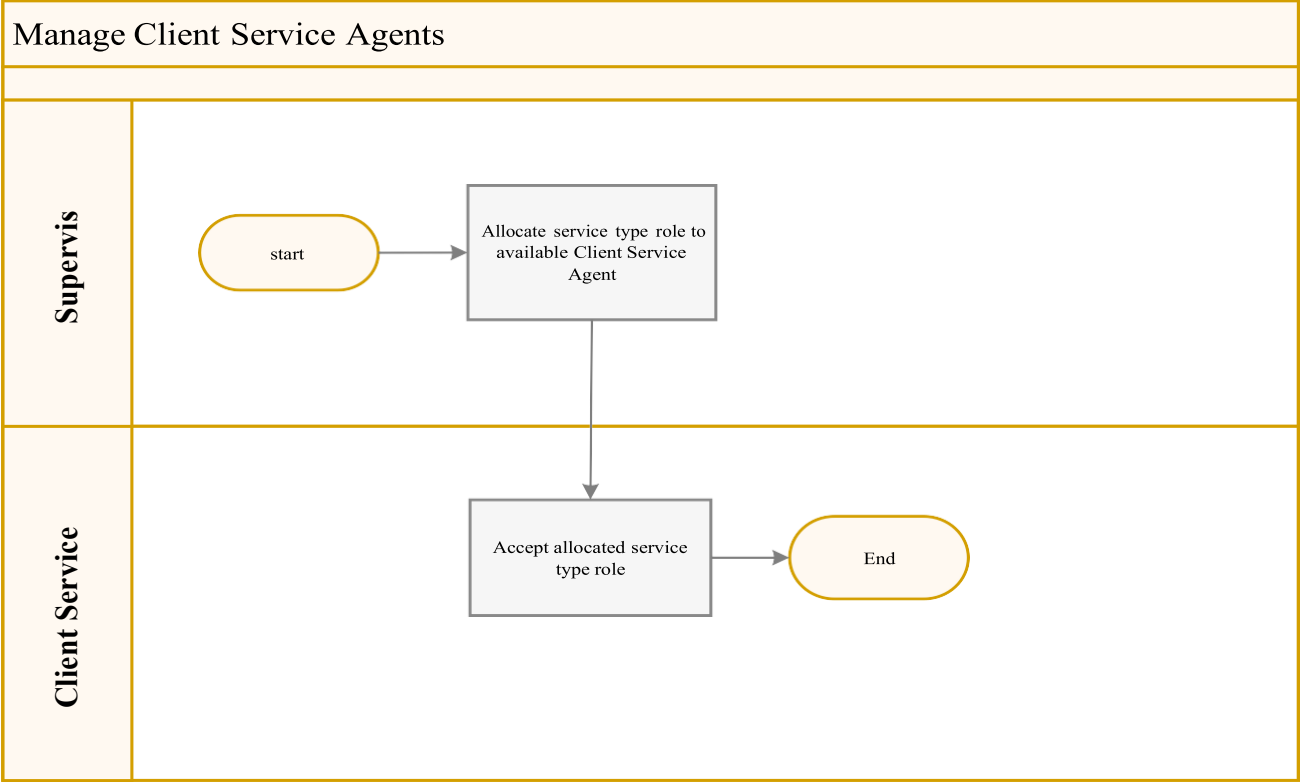 Manage Client Service Agents
Supervis
start
Allocate service type role to
available Client Service
Agent
Client Service
Accept allocated service
type role
End